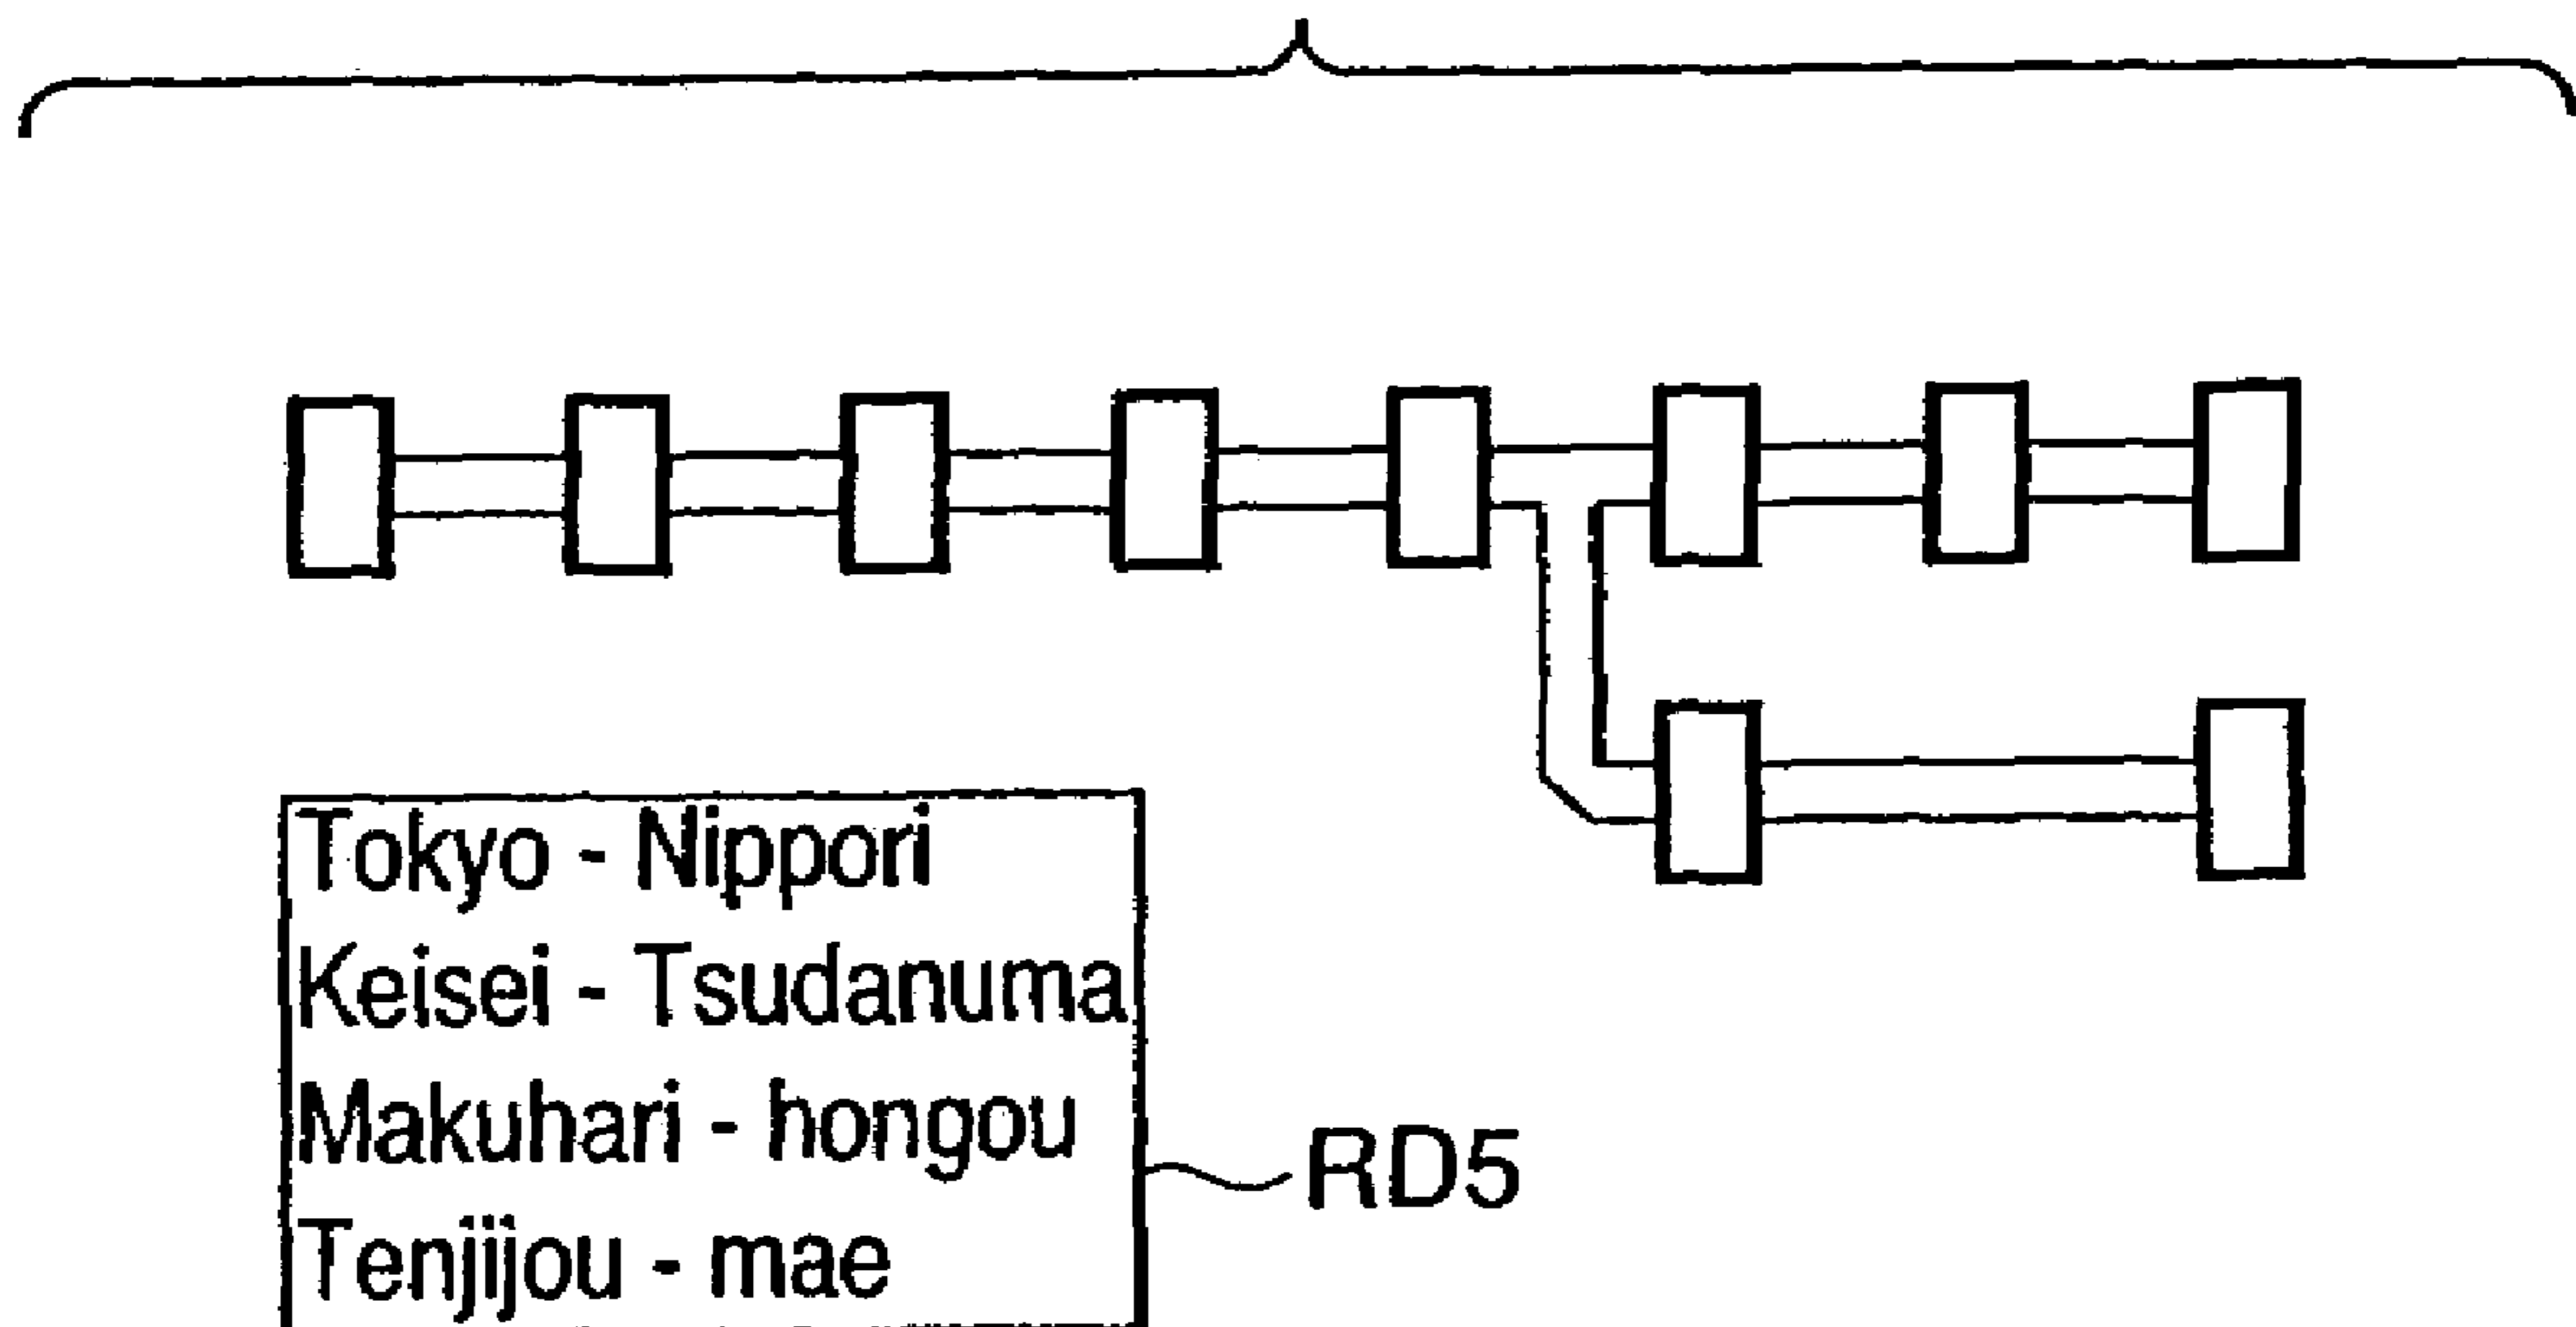 Tokyo - Nippori
Keisei - Tsudanuma
Makuhari - hongou
Tenjijou - mae
RD5